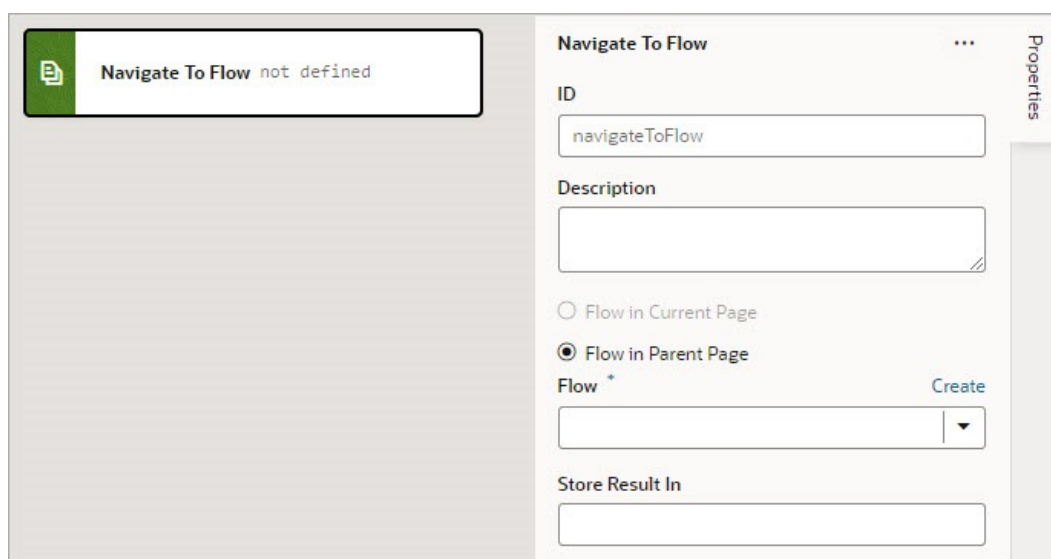 Navigate To Flow not defined
Navigate To Flow
...
Properties
ID
navigateToFlow
Description
Flow in Current Page
Flow in Parent Page
Flow *
Create
Store Result In